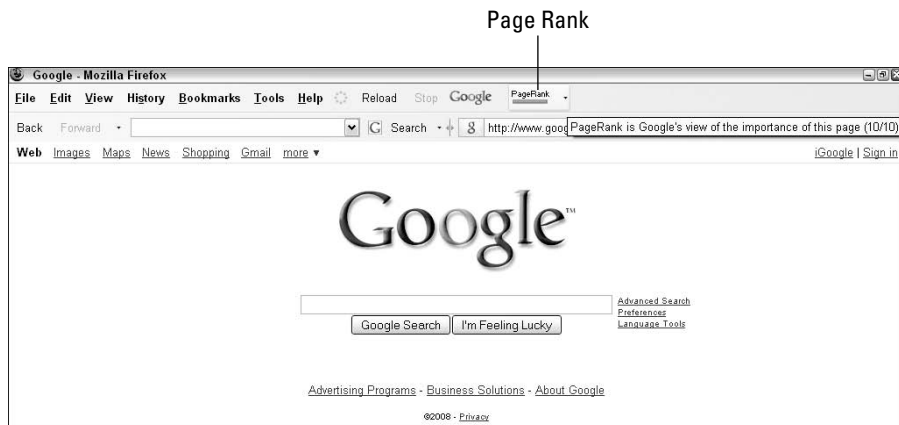 Page Rank
Google - Mozilla Firefox
File Edit View History Bookmarks Tools Help Reload Stop Google PageRank
Back Forward G Search g http://www.goog PageRank is Google's view of the importance of this page (10/10)
Web Images Maps News Shopping Gmail more ▼ iGoogle | Sign in
Google™
Advanced Search
Preferences
Google Search I'm Feeling Lucky Language Tools
Advertising Programs - Business Solutions - About Google
©2008 - Privacy